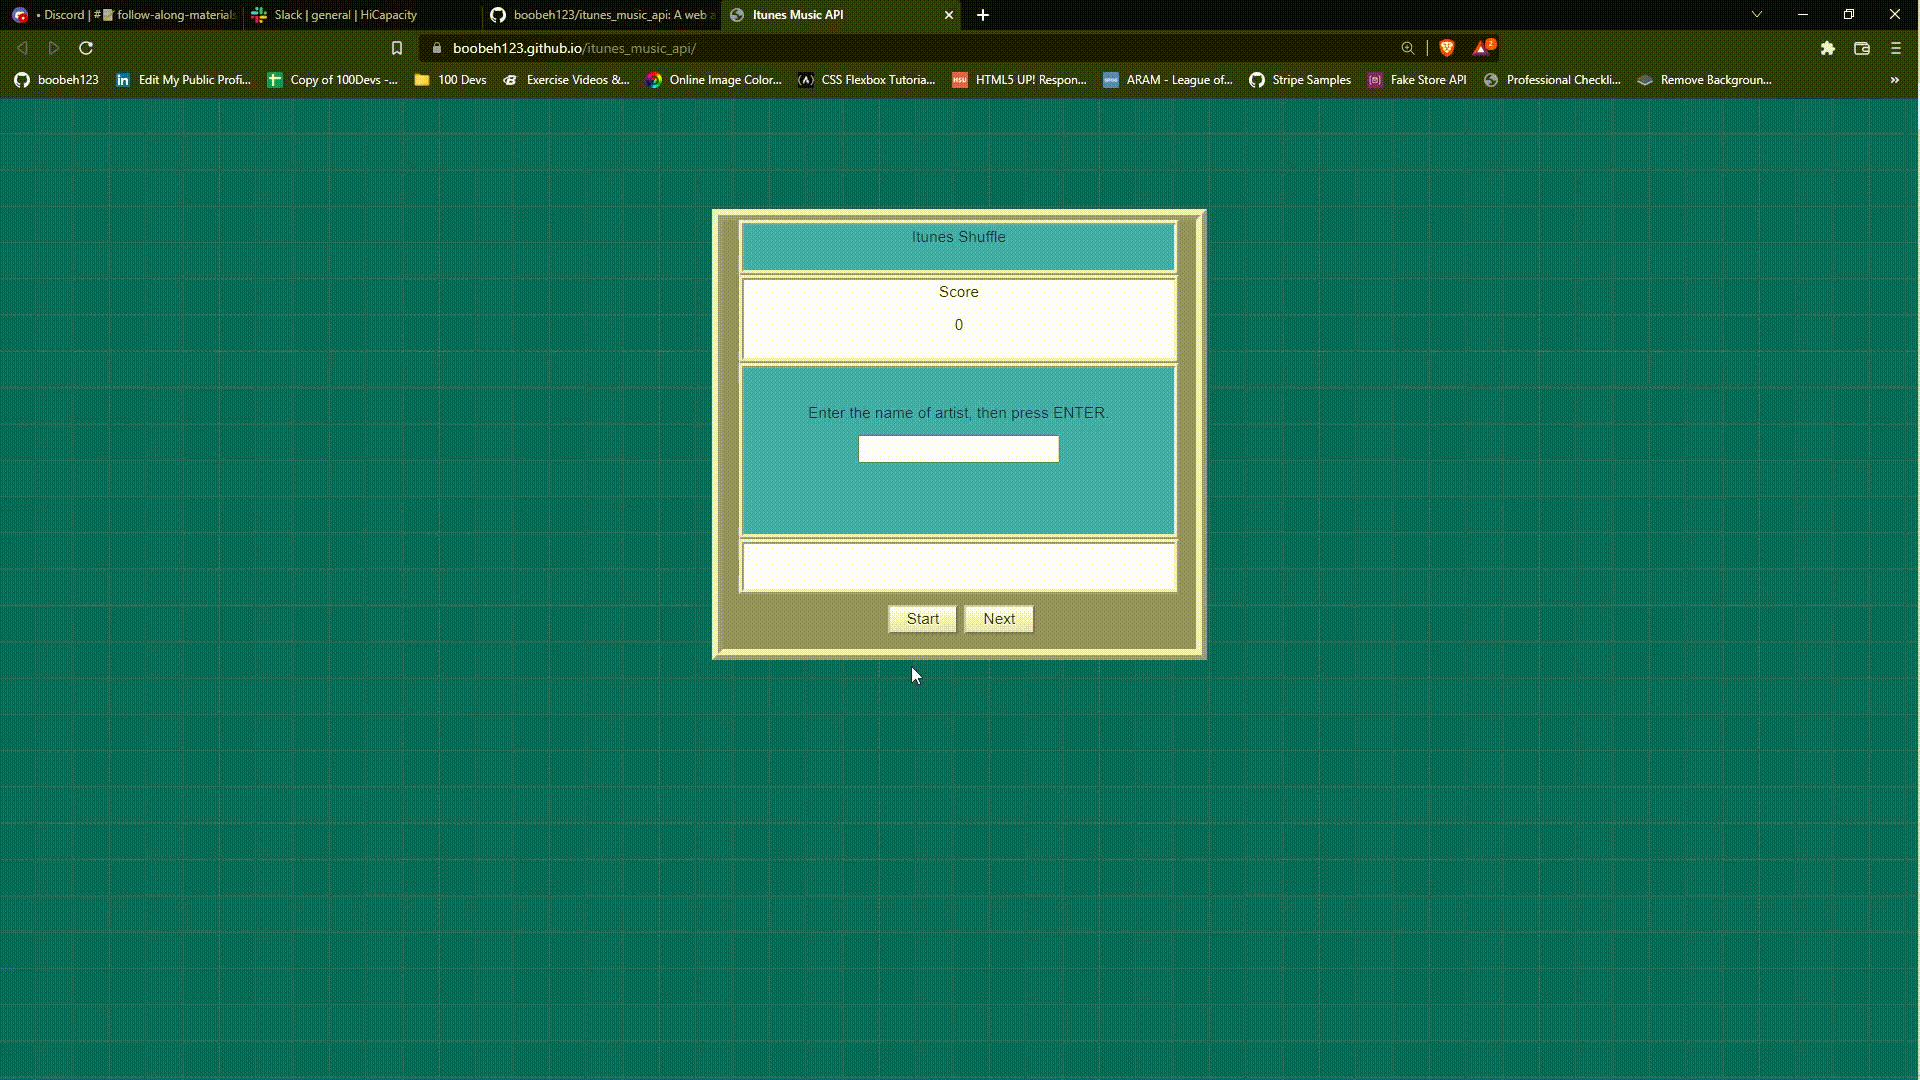 • Discord | #📝follow-along-materials
Slack | general | HiCapacity
boobeh123/itunes_music_api: A web a
Itunes Music API
boobeh123.github.io/itunes_music_api/
2
boobeh123
Edit My Public Profi...
Copy of 100Devs -...
100 Devs
Exercise Videos &...
Online Image Color...
CSS Flexbox Tutoria...
HSU
HTML5 UP! Respon...
ARAM - League of...
Stripe Samples
Fake Store API
Professional Checkli...
Remove Backgroun...
Itunes Shuffle
Score
0
Enter the name of artist, then press ENTER.
Start
Next